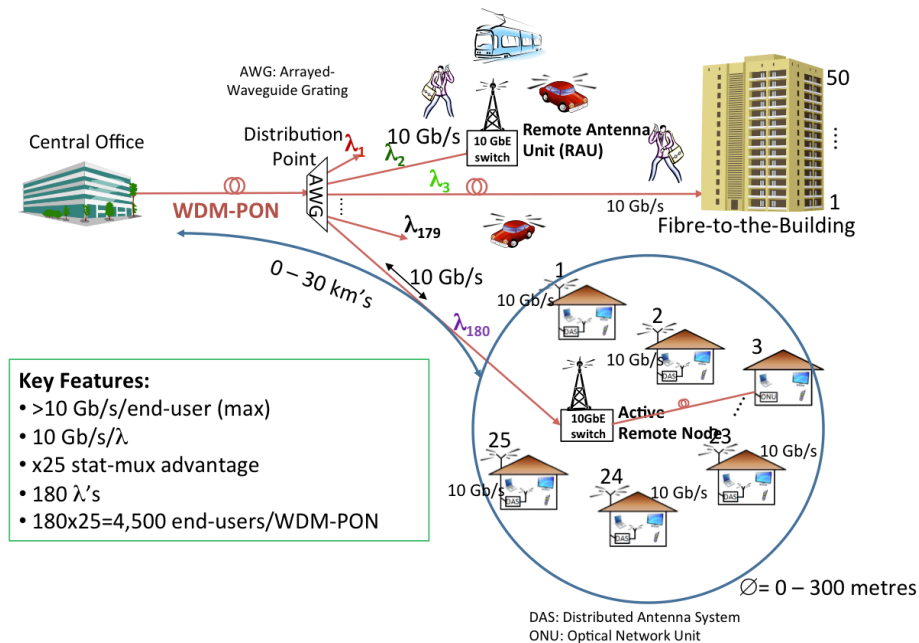 AWG: Arrayed-
Waveguide Grating
Central Office
Distribution
Point
AWG
WDM-PON
λ1
λ2
10 Gb/s
10 GbE
switch
Remote Antenna
Unit (RAU)
λ3
10 Gb/s
50
1
Fibre-to-the-Building
λ179
0 – 30 km's
10 Gb/s
λ180
1
10 Gb/s
DAS
2
10 Gb/s
DAS
3
ONU
10GbE
switch
Active
Remote Node
25
10 Gb/s
DAS
24
10 Gb/s
DAS
23
10 Gb/s
DAS
∅= 0 – 300 metres
Key Features:
• >10 Gb/s/end-user (max)
• 10 Gb/s/λ
• x25 stat-mux advantage
• 180 λ's
• 180x25=4,500 end-users/WDM-PON
DAS: Distributed Antenna System
ONU: Optical Network Unit